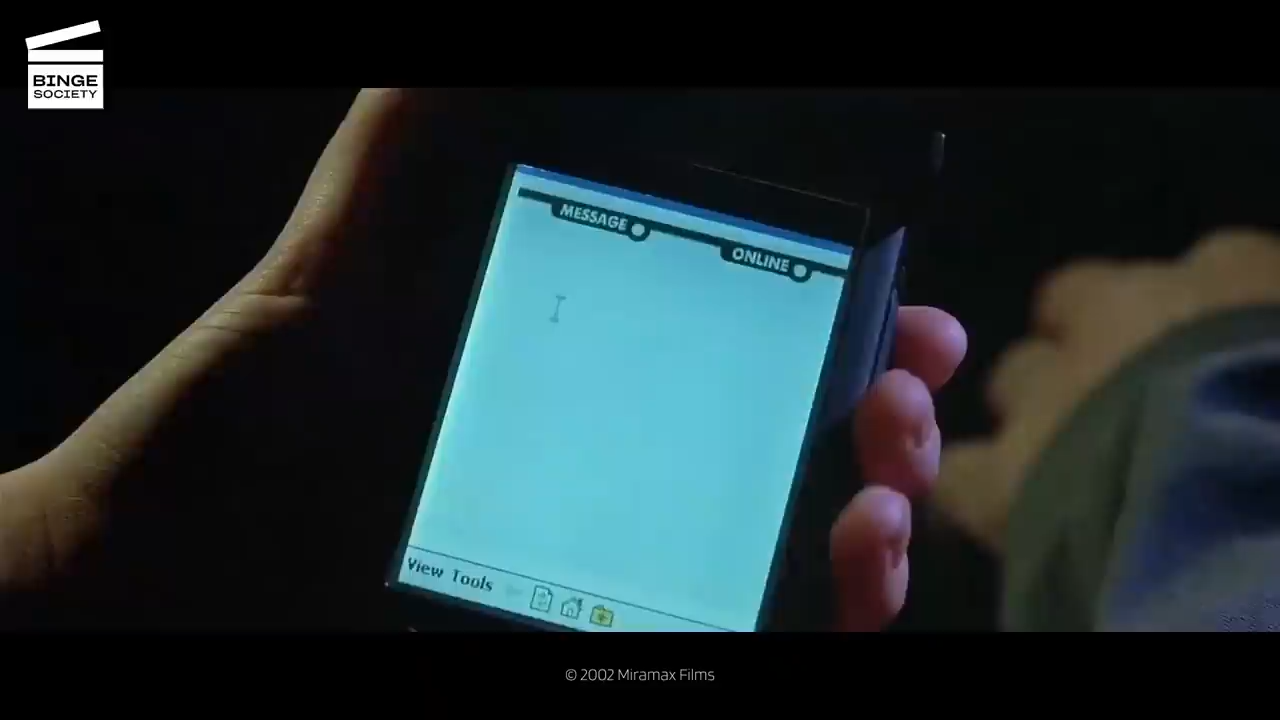 BINGE
SOCIETY
MESSAGE
ONLINE
View Tools
© 2002 Miramax Films